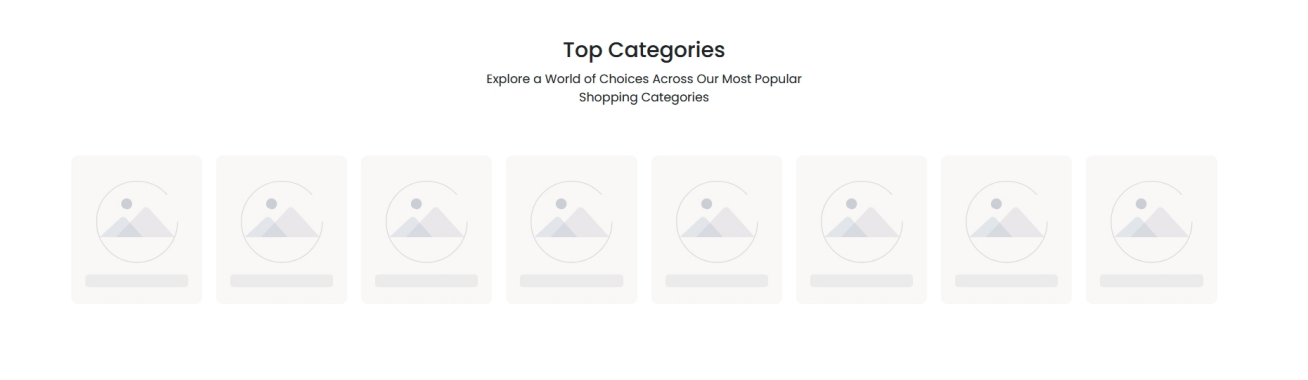 Top Categories
Explore a World of Choices Across Our Most Popular
Shopping Categories